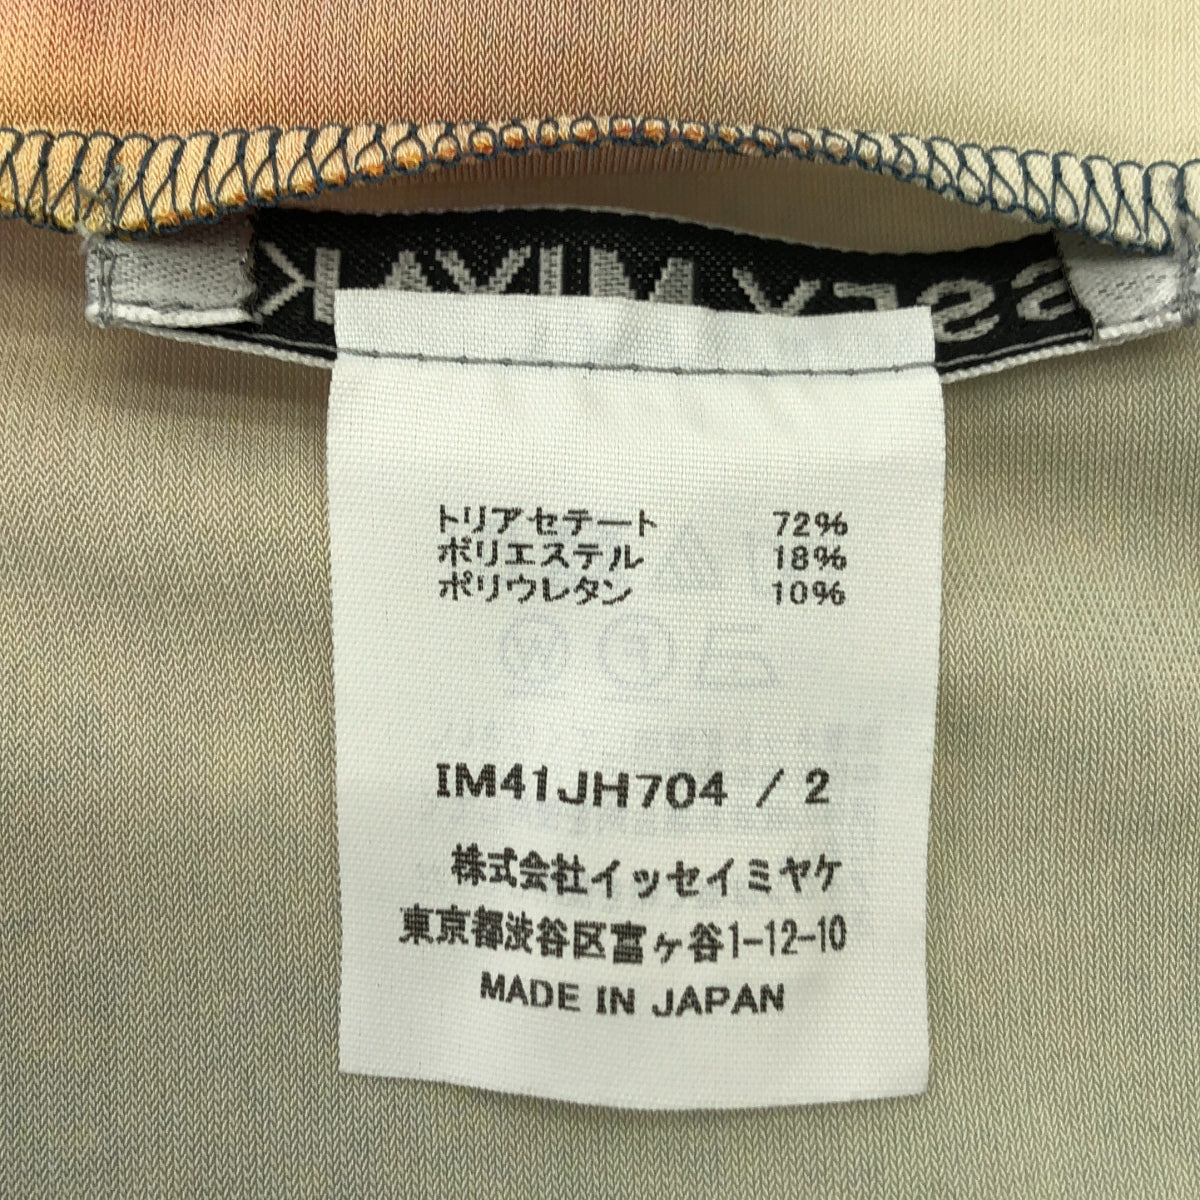 トリアセテート 72%
ポリエステル 18%
ポリウレタン 10%
IM41JH704 / 2
株式会社イッセイミヤケ
東京都渋谷区富ヶ谷1-12-10
MADE IN JAPAN